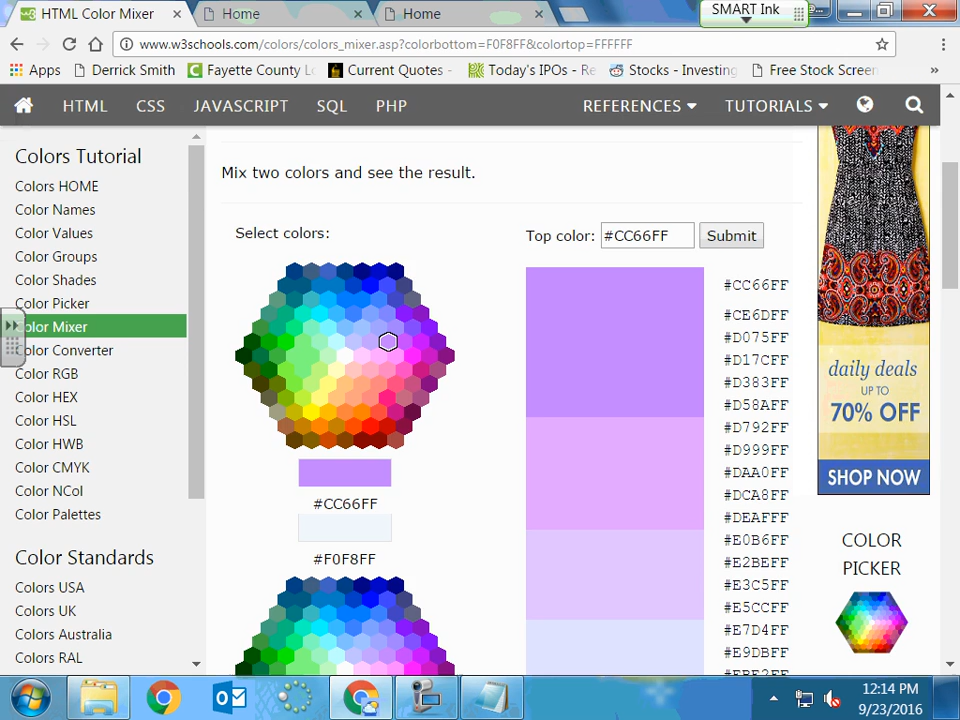 HTML Color Mixer
Home
Home
SMART Ink
www.w3schools.com/colors/colors_mixer.asp?colorbottom=F0F8FF&colortop=FFFFFF
Apps
Derrick Smith
Fayette County Lo
Current Quotes -
Today's IPOs - Re
Stocks - Investing
Free Stock Screen
»
HTML
CSS
JAVASCRIPT
SQL
PHP
REFERENCES
TUTORIALS
Colors Tutorial
Colors HOME
Color Names
Color Values
Color Groups
Color Shades
Color Picker
Color Mixer
Color Converter
Color RGB
Color HEX
Color HSL
Color HWB
Color CMYK
Color NCol
Color Palettes
Color Standards
Colors USA
Colors UK
Colors Australia
Colors RAL
Mix two colors and see the result.
Select colors:
#CC66FF
#F0F8FF
Top color: #CC66FF Submit
#CC66FF
#CE6DFF
#D075FF
#D17CFF
#D383FF
#D58AFF
#D792FF
#D999FF
#DAA0FF
#DCA8FF
#DEAFFF
#E0B6FF
#E2BEFF
#E3C5FF
#E5CCFF
#E7D4FF
#E9DBFF
daily deals
UP TO
70% OFF
SHOP NOW
COLOR
PICKER
12:14 PM
9/23/2016